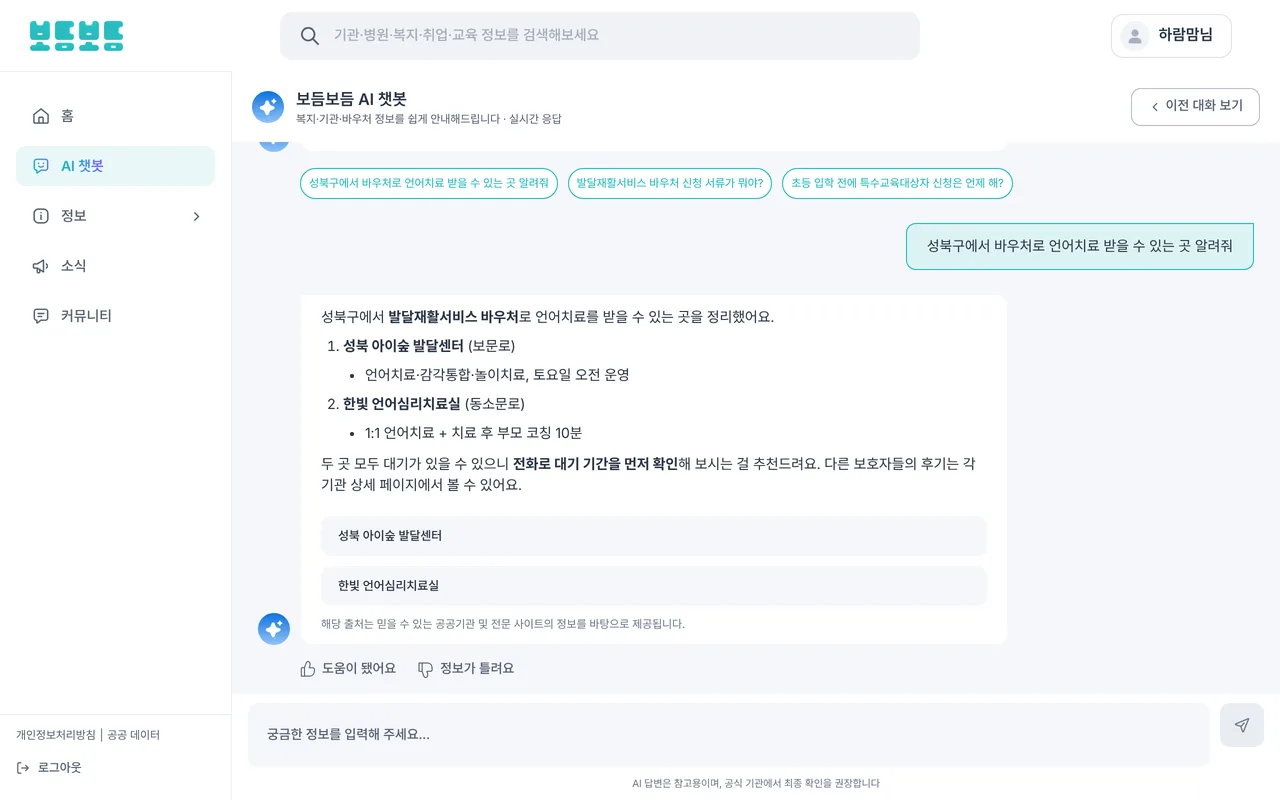 보듬보듬
기관·병원·복지·취업·교육 정보를 검색해보세요
하람맘님
홈
AI 챗봇
정보
소식
커뮤니티
개인정보처리방침 | 공공 데이터
로그아웃
보듬보듬 AI 챗봇
복지·기관·바우처 정보를 쉽게 안내해드립니다 · 실시간 응답
이전 대화 보기
성북구에서 바우처로 언어치료 받을 수 있는 곳 알려줘
발달재활서비스 바우처 신청 서류가 뭐야?
초등 입학 전에 특수교육대상자 신청은 언제 해?
성북구에서 바우처로 언어치료 받을 수 있는 곳 알려줘
성북구에서 발달재활서비스 바우처로 언어치료를 받을 수 있는 곳을 정리했어요.
1. 성북 아이숲 발달센터 (보문로)
• 언어치료·감각통합·놀이치료, 토요일 오전 운영
2. 한빛 언어심리치료실 (동소문로)
• 1:1 언어치료 + 치료 후 부모 코칭 10분
두 곳 모두 대기가 있을 수 있으니 전화로 대기 기간을 먼저 확인해 보시는 걸 추천드려요. 다른 보호자들의 후기는 각
기관 상세 페이지에서 볼 수 있어요.
성북 아이숲 발달센터
한빛 언어심리치료실
해당 출처는 믿을 수 있는 공공기관 및 전문 사이트의 정보를 바탕으로 제공됩니다.
도움이 됐어요
정보가 틀려요
궁금한 정보를 입력해 주세요...
AI 답변은 참고용이며, 공식 기관에서 최종 확인을 권장합니다